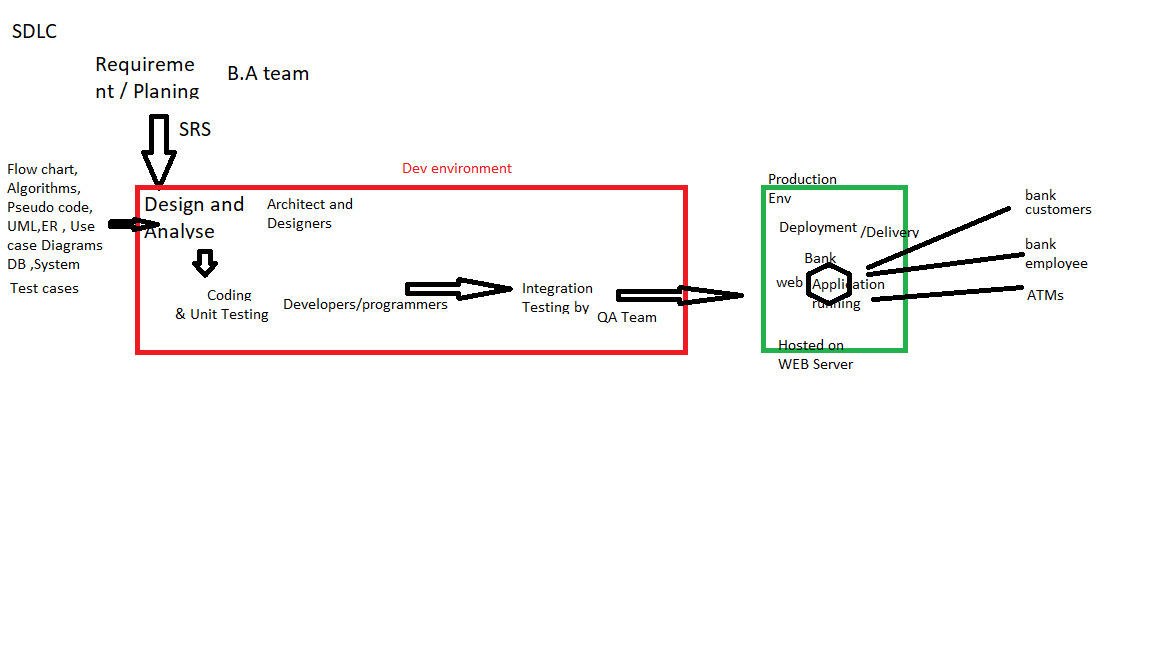 SDLC
Requireme
nt / Planing
B.A team
SRS
Flow chart,
Algorithms,
Pseudo code,
UML,ER , Use
case Diagrams
DB ,System
Test cases
Dev environment
Design and
Analyse
Architect and
Designers
Coding
& Unit Testing
Developers/programmers
Integration
Testing by
QA Team
Production
Env
Deployment
/Delivery
Bank
web
Application
running
Hosted on
WEB Server
bank
customers
bank
employee
ATMs